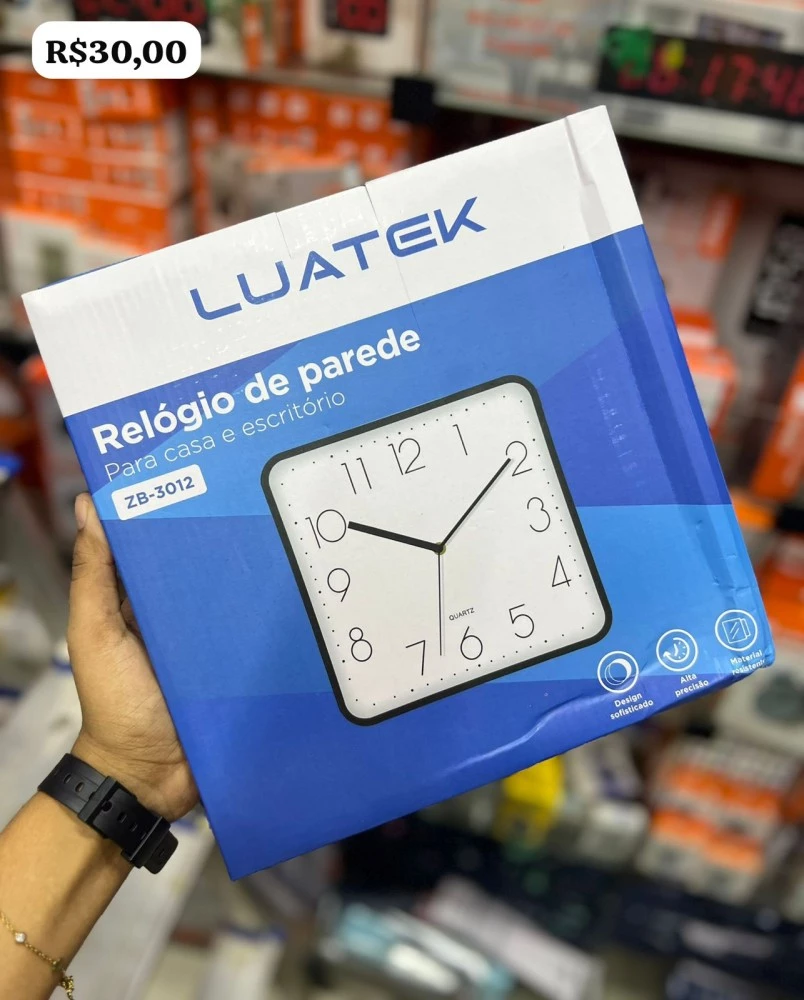 R$30,00
LUATEK
Relógio de parede
Para casa e escritório
ZB-3012
12
1
2
3
4
5
6
7
8
9
10
11
QUARTZ
Design
sofisticado
Alta
precisão
Material
resistente